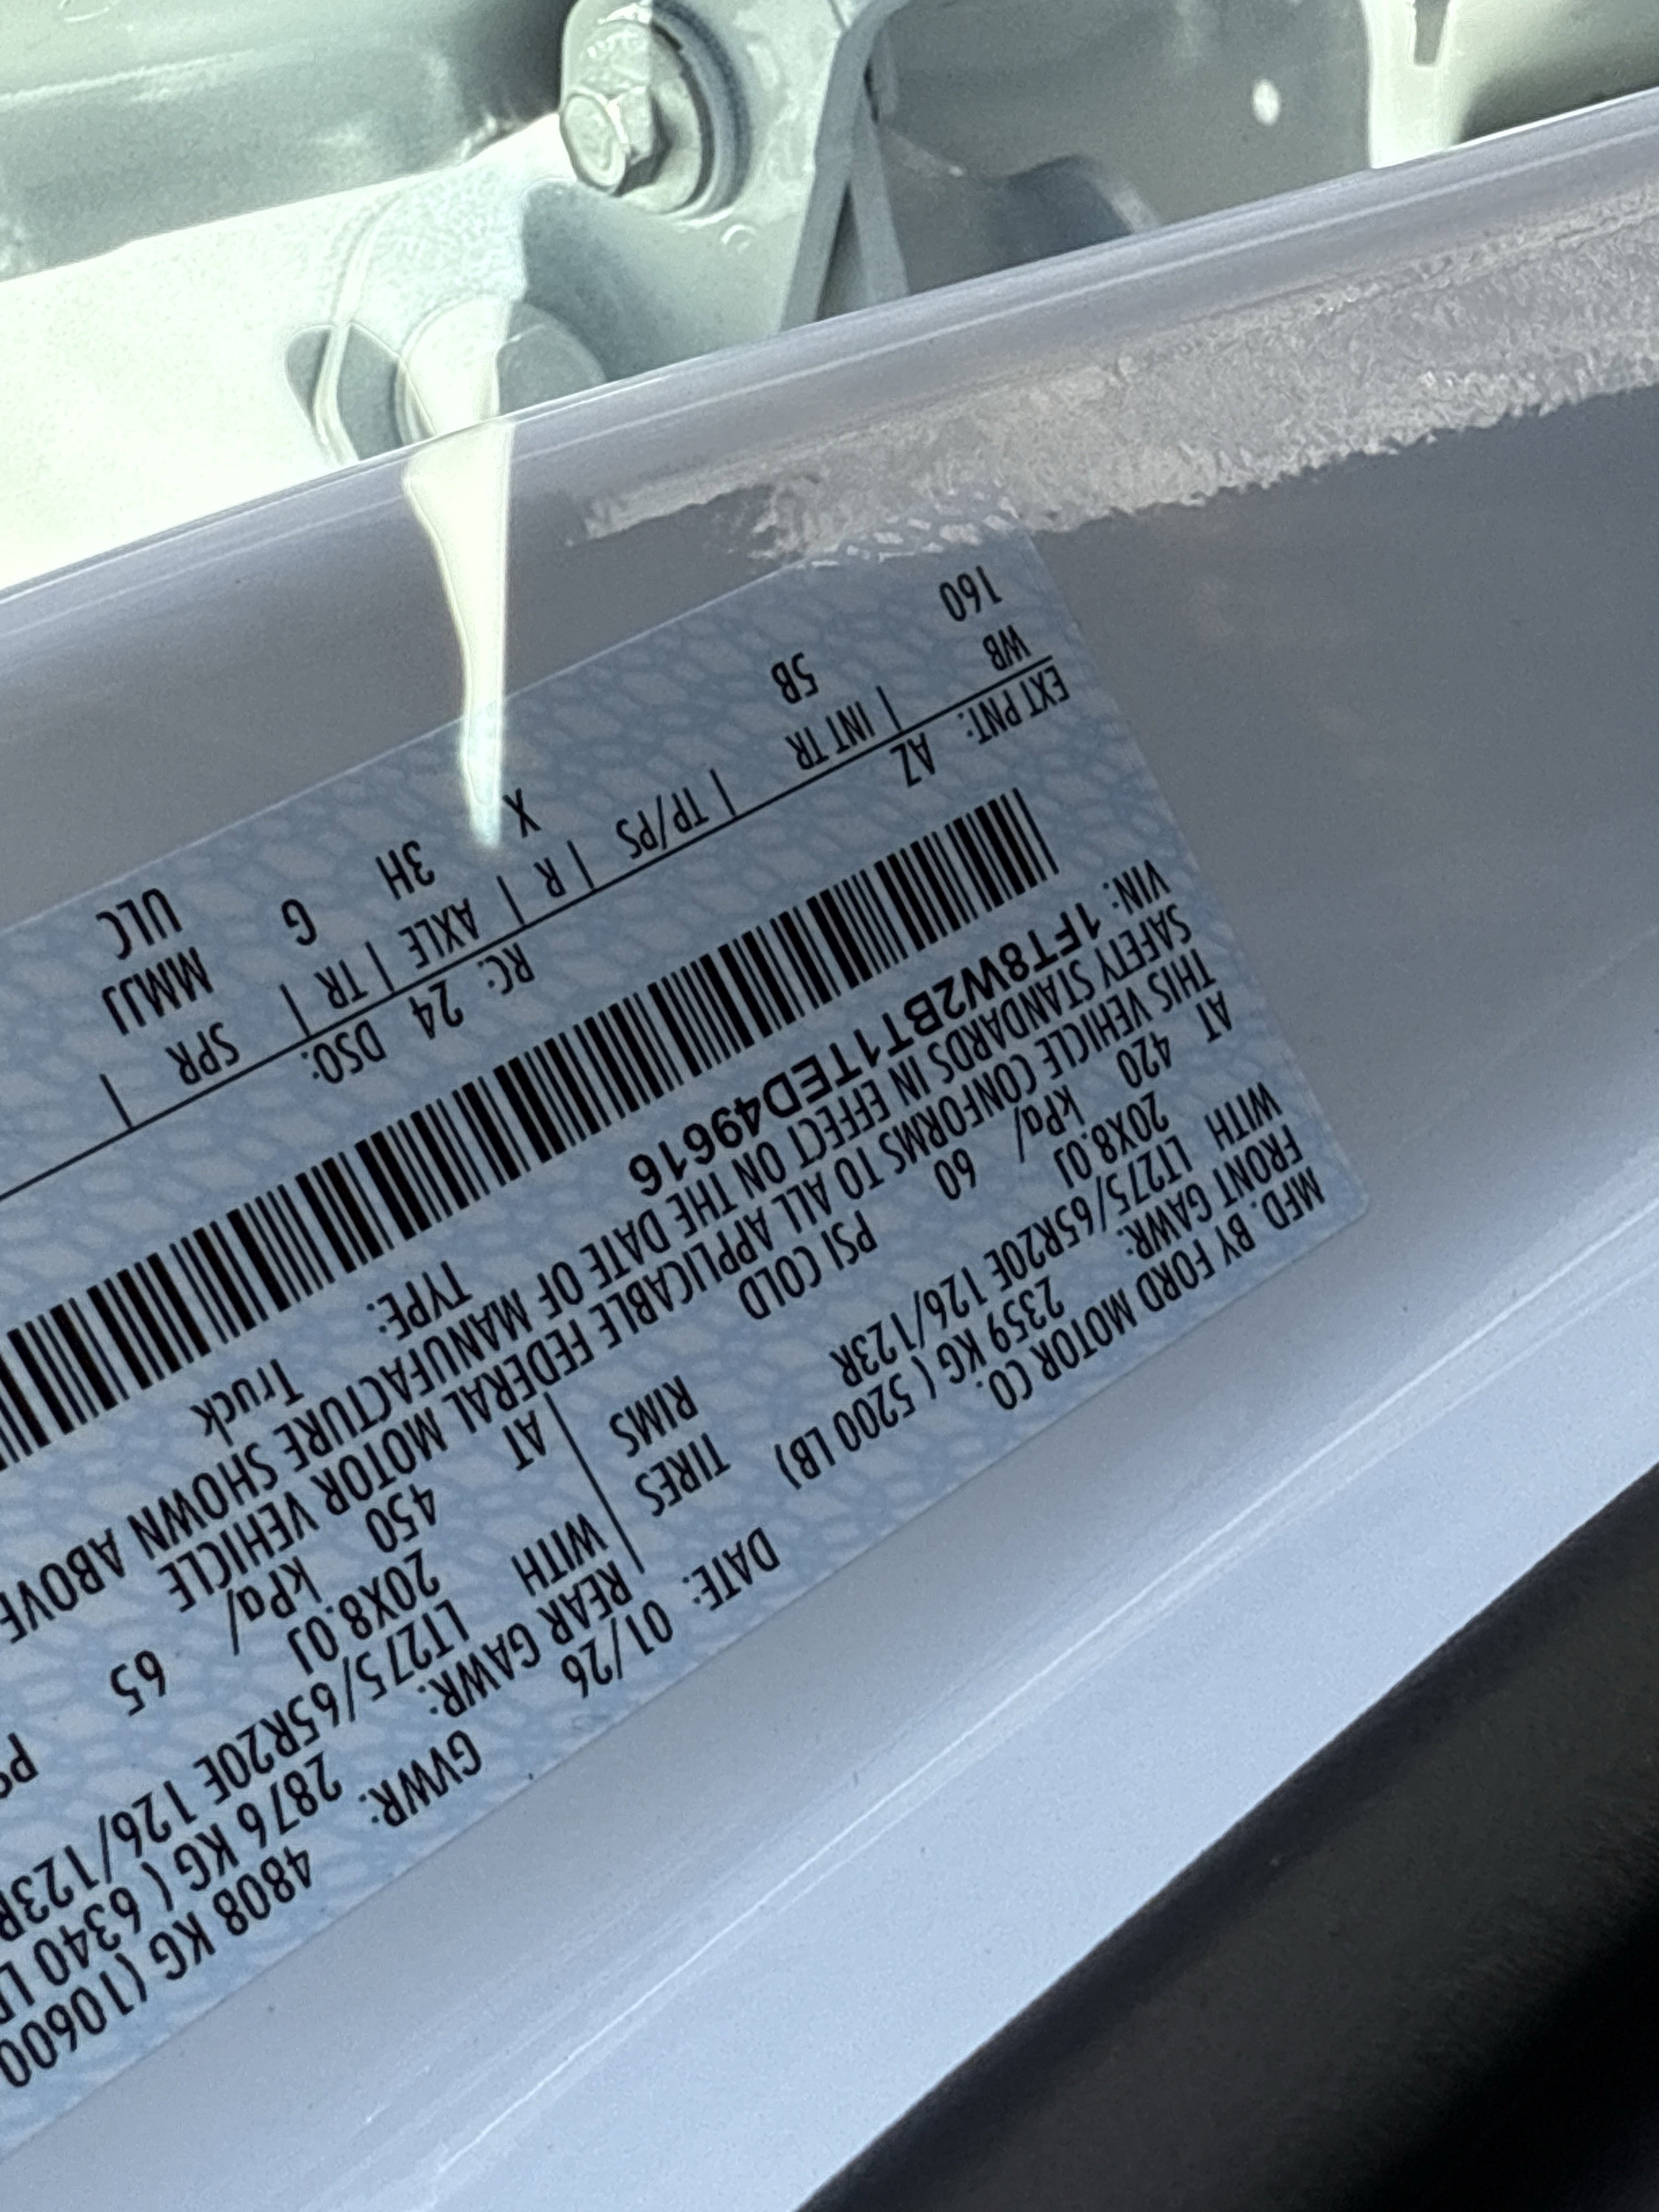 MFD. BY FORD MOTOR CO.
DATE: 01/26 GVWR: 4808 KG (10600
FRONT GAWR: 2359 KG ( 5200 LB) REAR GAWR: 2876 KG ( 6340
WITH LT275/65R20E 126/123R TIRES WITH LT275/65R20E 126/123R
20X8.0J RIMS 20X8.0J
AT 420 kPa/ 60 PSI COLD AT 450 kPa/ 65
THIS VEHICLE CONFORMS TO ALL APPLICABLE FEDERAL MOTOR VEHICLE
SAFETY STANDARDS IN EFFECT ON THE DATE OF MANUFACTURE SHOWN ABOVE
VIN: 1FT8W2BT1TED49616 TYPE: Truck
EXT PNT: AZ RC: 24 DSO:
WB | INT TR | TP/PS | R | AXLE | TR | SPR |
160 5B X 3H G MMJJ
ULC